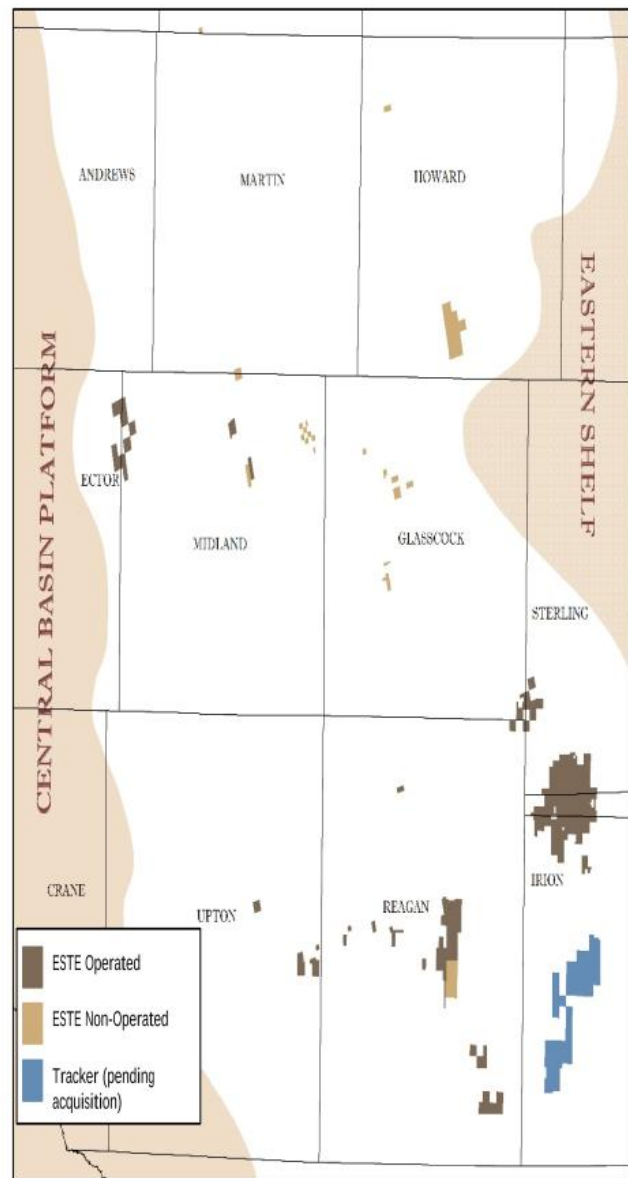 ANDREWS
MARTIN
HOWARD
EASTERN SHELF
CENTRAL BASIN PLATFORM
ECTOR
MIDLAND
GLASSCOCK
STERLING
CRANE
UPTON
REAGAN
IRION
ESTE Operated
ESTE Non-Operated
Tracker (pending
acquisition)